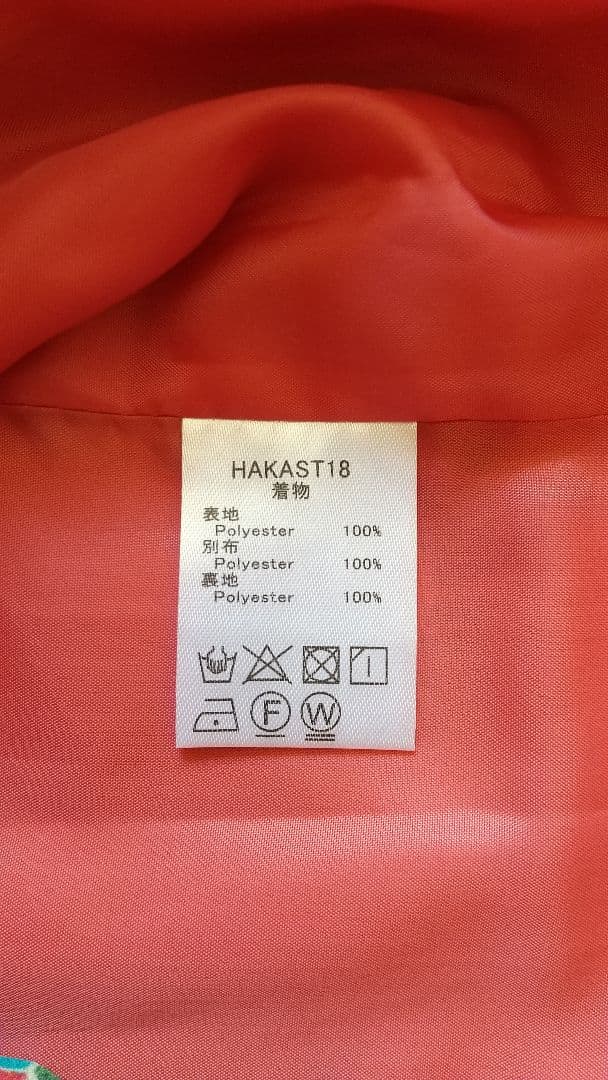 HAKAST18
着物
表地
Polyester 100%
別布
Polyester 100%
裏地
Polyester 100%
F W